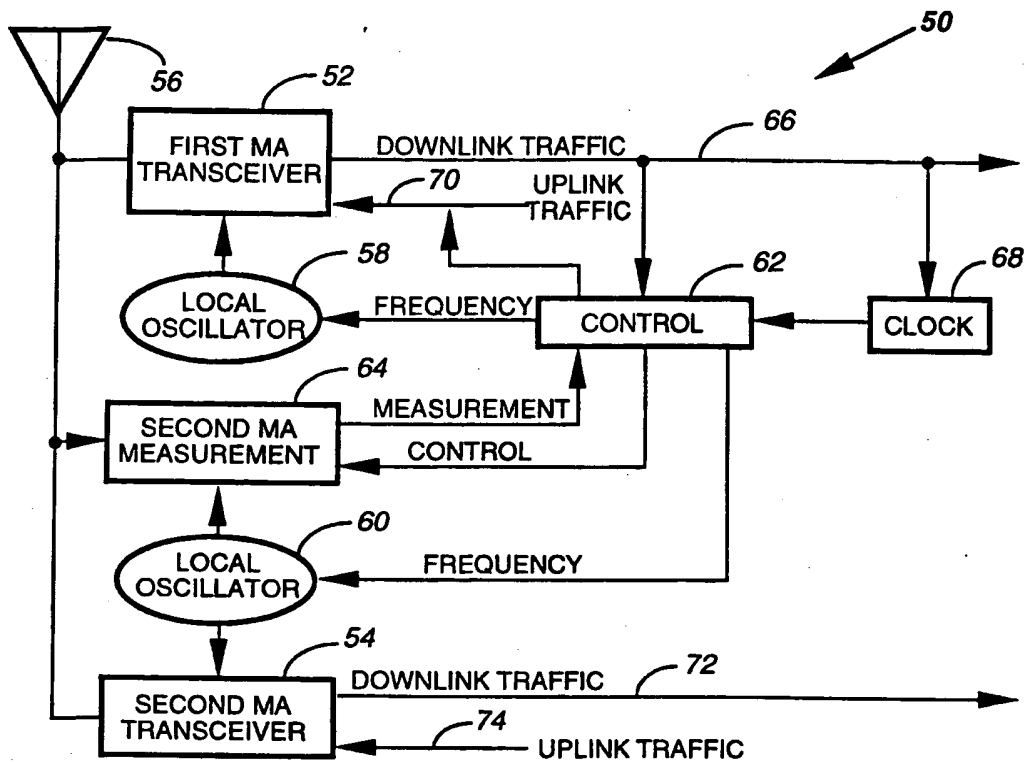 50
56
52
FIRST MA
TRANSCEIVER
DOWNLINK TRAFFIC
66
70
UPLINK
TRAFFIC
58
LOCAL
OSCILLATOR
FREQUENCY
62
CONTROL
68
CLOCK
64
SECOND MA
MEASUREMENT
MEASUREMENT
CONTROL
60
LOCAL
OSCILLATOR
FREQUENCY
54
SECOND MA
TRANSCEIVER
DOWNLINK TRAFFIC
72
74
UPLINK TRAFFIC